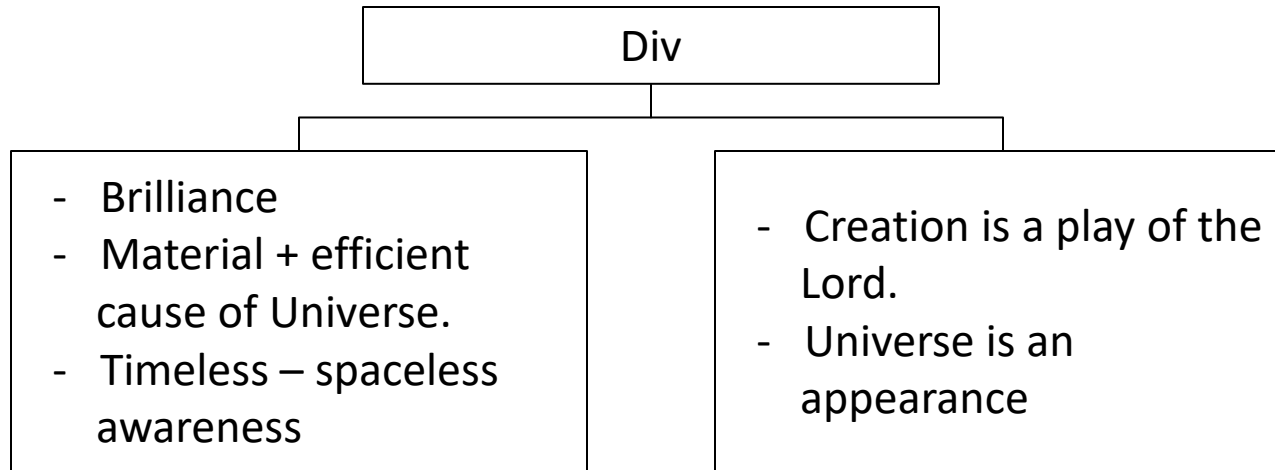 Div
- Brilliance
- Material + efficient
cause of Universe.
- Timeless – spaceless
awareness
- Creation is a play of the
Lord.
- Universe is an
appearance